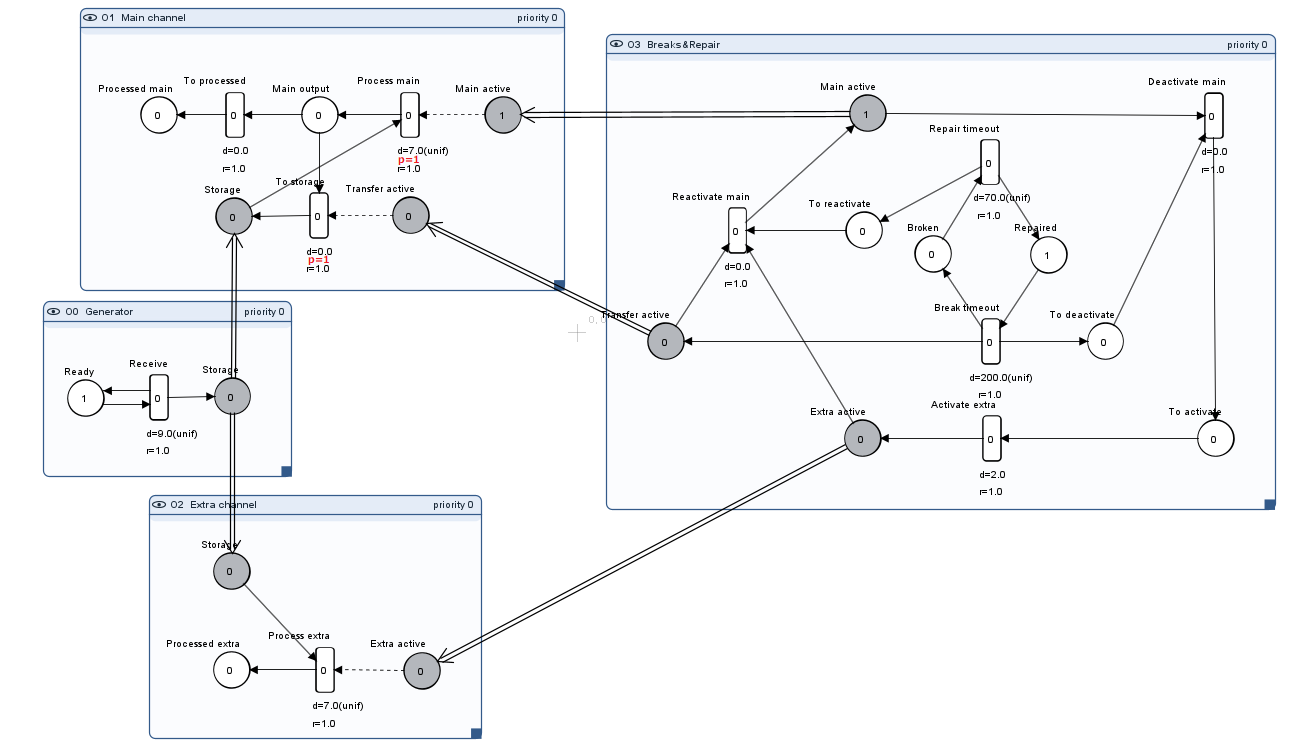 01 Main channel priority 0
Processed main
To processed
Main output
Process main
Main active
0
0
0
0
1
d=0.0
r=1.0
d=7.0(unif)
p=1
r=1.0
Storage
To storage
Transfer active
0
0
0
d=0.0
p=1
r=1.0
00 Generator priority 0
Ready
Receive
Storage
1
0
0
d=9.0(unif)
r=1.0
02 Extra channel priority 0
Storage
0
Processed extra
Process extra
Extra active
0
0
0
d=7.0(unif)
r=1.0
03 Breaks&Repair priority 0
Main active
1
Deactivate main
0
d=0.0
r=1.0
Repair timeout
0
d=70.0(unif)
r=1.0
Reactivate main
0
d=0.0
r=1.0
To reactivate
0
Broken
0
Repaired
1
Transfer active
0
Break timeout
0
d=200.0(unif)
r=1.0
To deactivate
0
Extra active
0
Activate extra
0
d=2.0
r=1.0
To activate
0